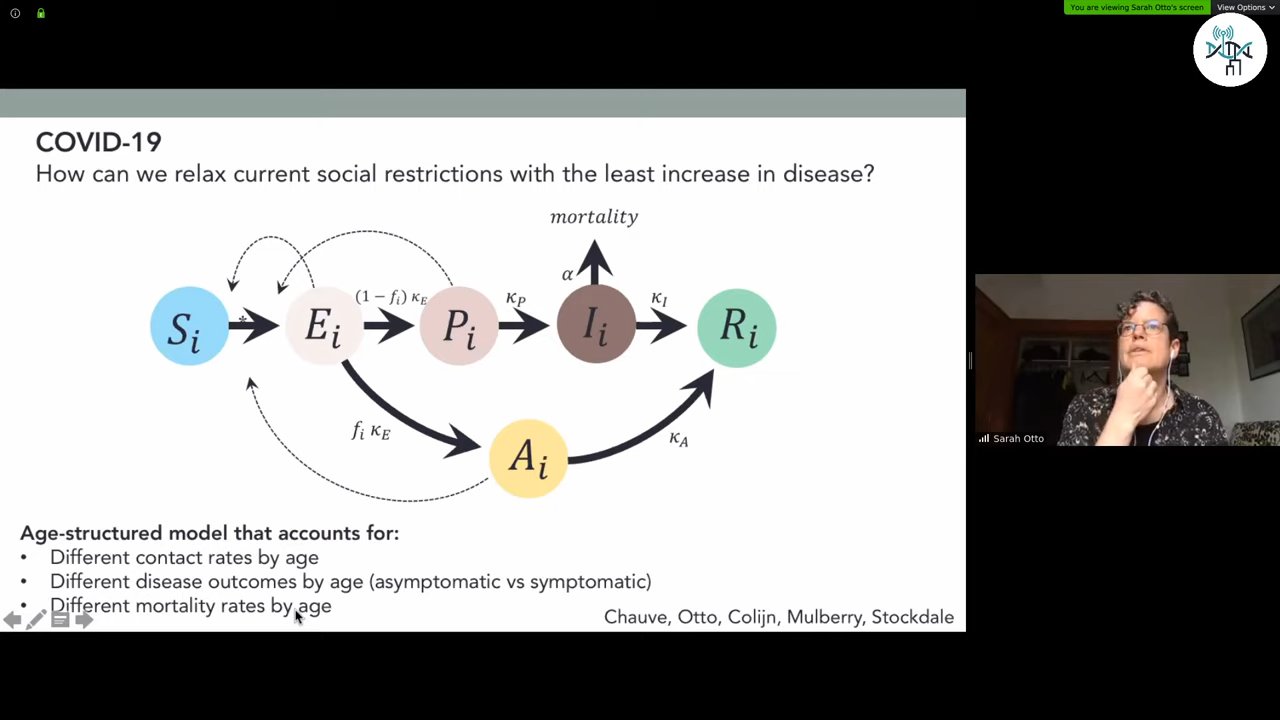 You are viewing Sarah Otto's screen
View Options
COVID-19
How can we relax current social restrictions with the least increase in disease?
mortality
α
(1 − fᵢ) κ_E
κ_P
κ_I
*
Sᵢ
Eᵢ
Pᵢ
Iᵢ
Rᵢ
fᵢ κ_E
Aᵢ
κ_A
Sarah Otto
Age-structured model that accounts for:
• Different contact rates by age
• Different disease outcomes by age (asymptomatic vs symptomatic)
• Different mortality rates by age
Chauve, Otto, Colijn, Mulberry, Stockdale